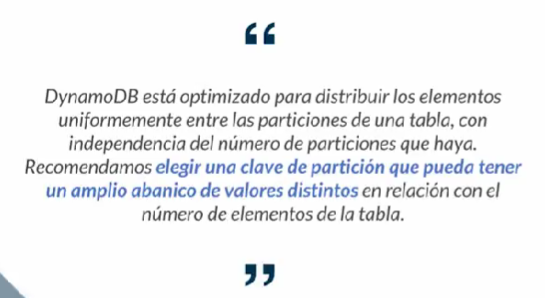 “
DynamoDB está optimizado para distribuir los elementos
uniformemente entre las particiones de una tabla, con
independencia del número de particiones que haya.
Recomendamos elegir una clave de partición que pueda tener
un amplio abanico de valores distintos en relación con el
número de elementos de la tabla.
”